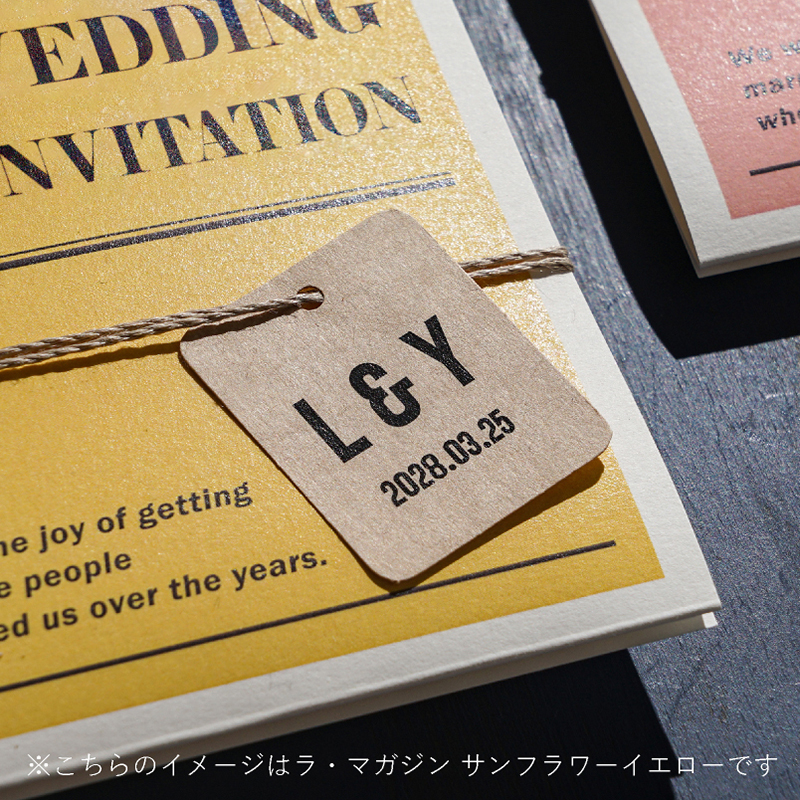 WEDDING
INVITATION
L & Y
2028.03.25
joy of getting
people
us over the years.
We
※こちらのイメージはラ・マガジン サンフラワーイエローです